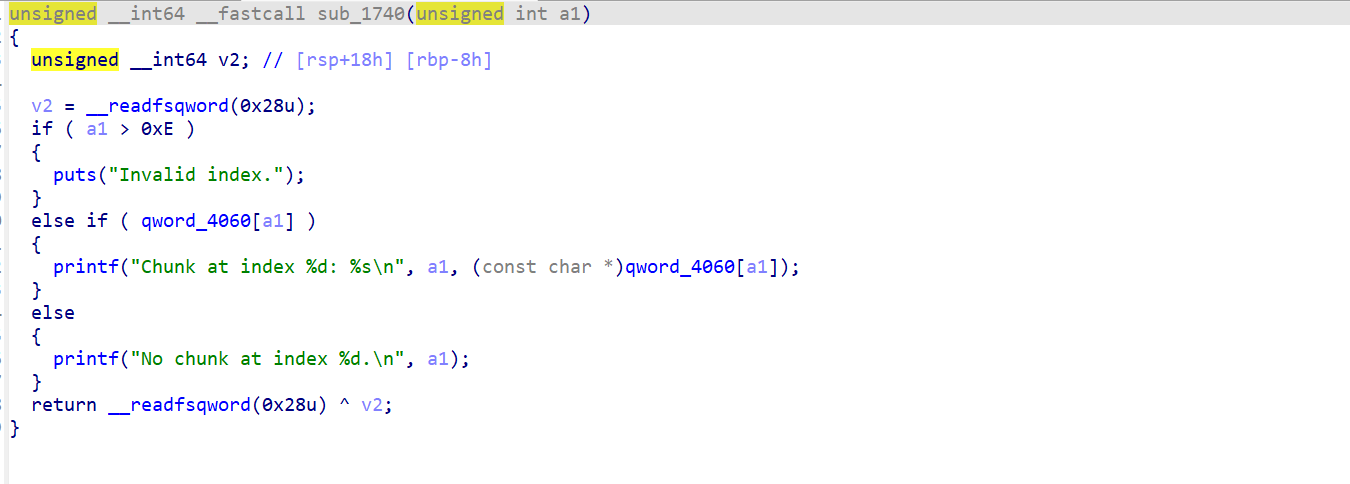 unsigned __int64 __fastcall sub_1740(unsigned int a1)
{
  unsigned __int64 v2; // [rsp+18h] [rbp-8h]

  v2 = __readfsqword(0x28u);
  if ( a1 > 0xE )
  {
    puts("Invalid index.");
  }
  else if ( qword_4060[a1] )
  {
    printf("Chunk at index %d: %s\n", a1, (const char *)qword_4060[a1]);
  }
  else
  {
    printf("No chunk at index %d.\n", a1);
  }
  return __readfsqword(0x28u) ^ v2;
}